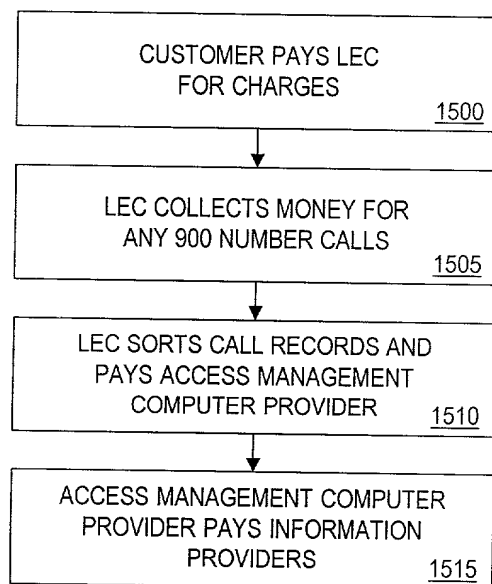 CUSTOMER PAYS LEC
FOR CHARGES
1500
LEC COLLECTS MONEY FOR
ANY 900 NUMBER CALLS
1505
LEC SORTS CALL RECORDS AND
PAYS ACCESS MANAGEMENT
COMPUTER PROVIDER
1510
ACCESS MANAGEMENT COMPUTER
PROVIDER PAYS INFORMATION
PROVIDERS
1515